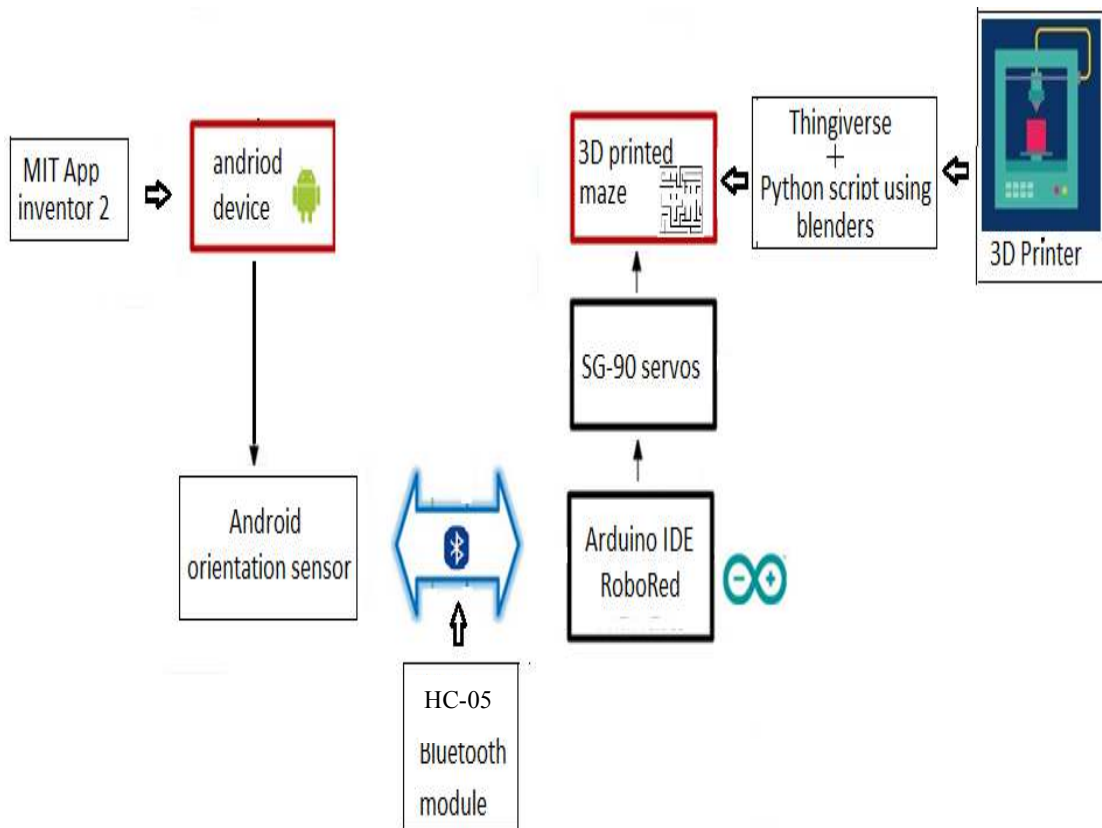 MIT App
inventor 2
andriod
device
3D printed
maze
Thingiverse
+
Python script using
blenders
3D Printer
SG-90 servos
Android
orientation sensor
Arduino IDE
RoboRed
HC-05
Bluetooth
module